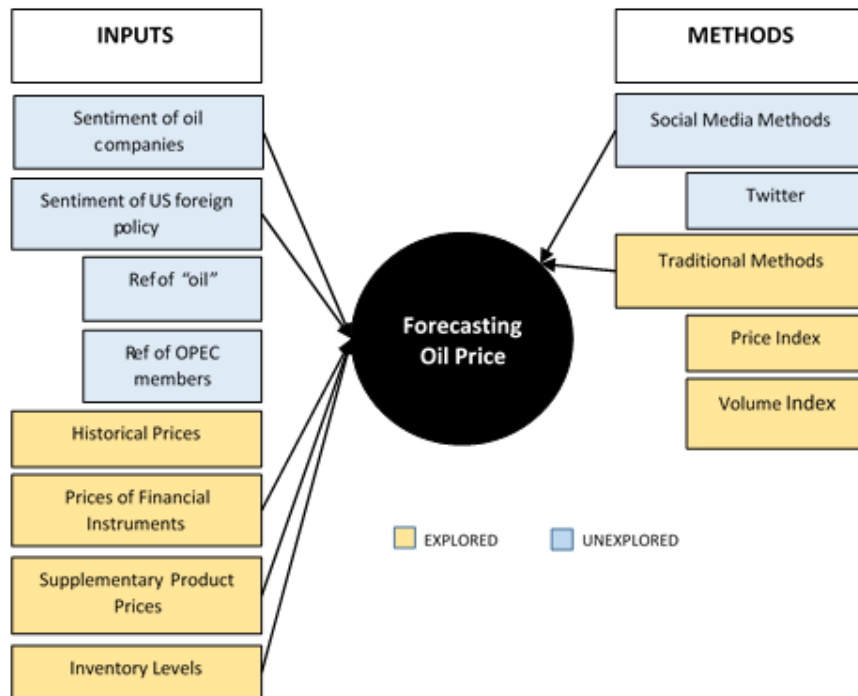 INPUTS
Sentiment of oil
companies
Sentiment of US foreign
policy
Ref of "oil"
Ref of OPEC
members
Historical Prices
Prices of Financial
Instruments
Supplementary Product
Prices
Inventory Levels
Forecasting
Oil Price
EXPLORED
UNEXPLORED
METHODS
Social Media Methods
Twitter
Traditional Methods
Price Index
Volume Index